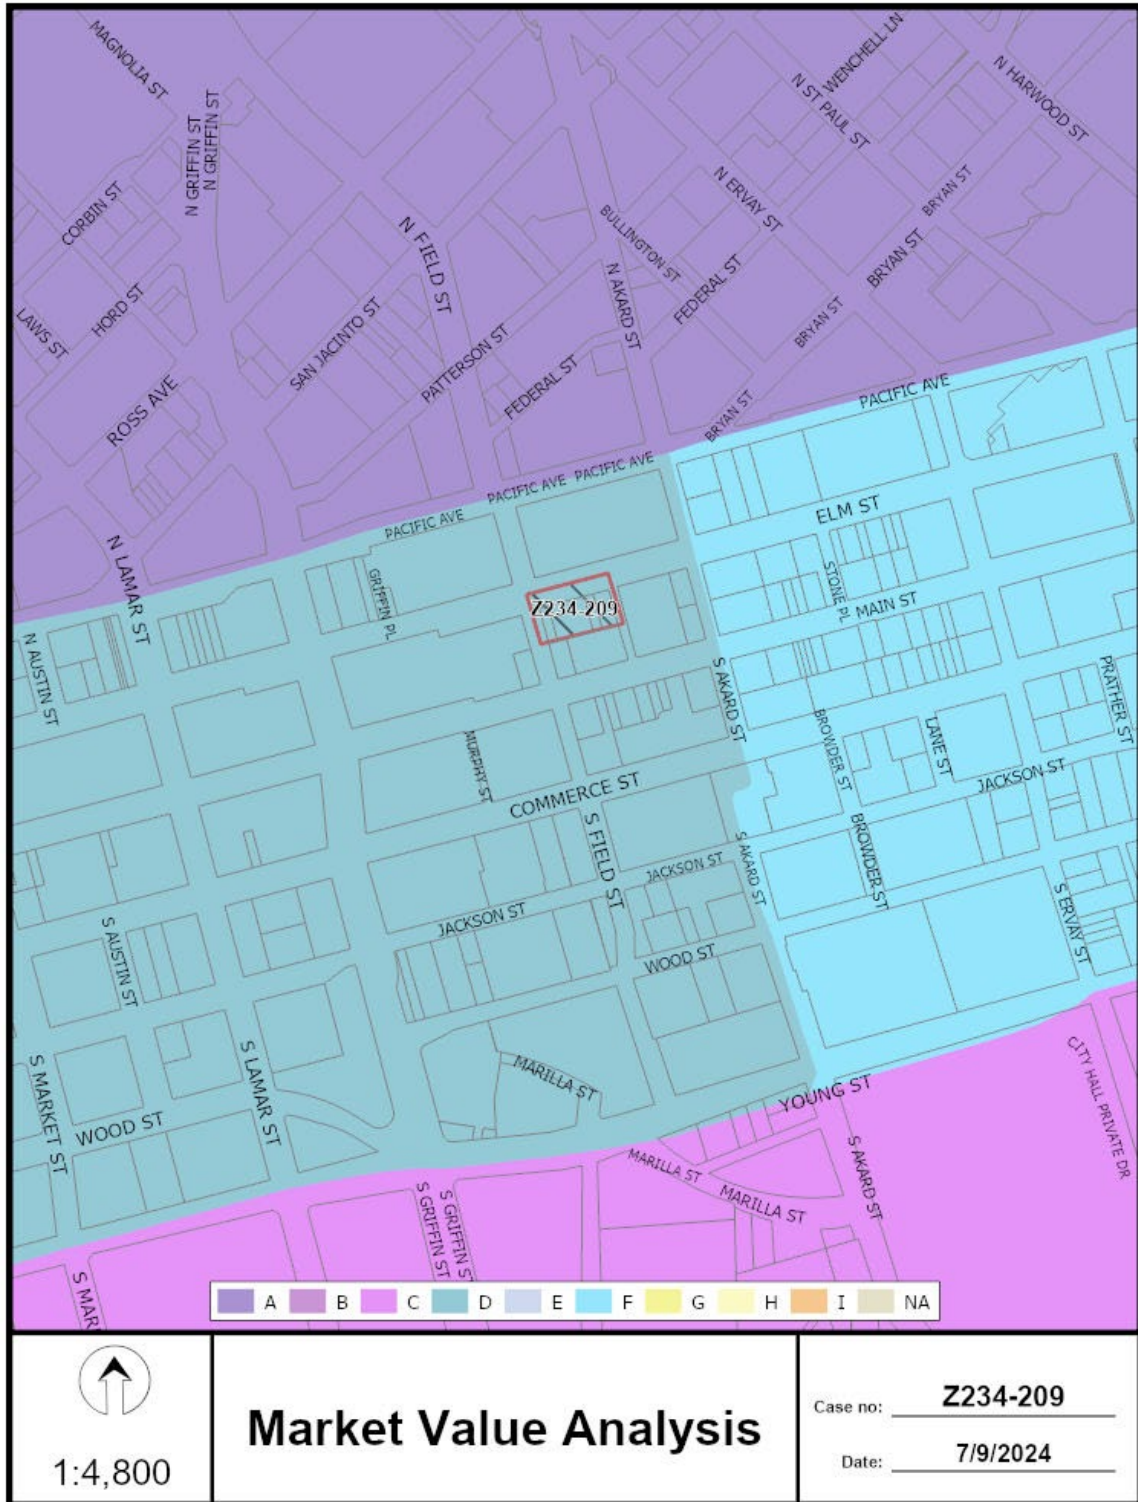 MAGNOLIA ST
N GRIFFIN ST
N GRIFFIN ST
WENCHELL LN
N ST PAUL ST
N HARWOOD ST
CORBIN ST
N FIELD ST
BULLINGTON ST
N ERVAY ST
BRYAN ST
BRYAN ST
LAWS ST
HORD ST
SAN JACINTO ST
N AKARD ST
FEDERAL ST
BRYAN ST
ROSS AVE
PATTERSON ST
FEDERAL ST
BRYAN ST
PACIFIC AVE
PACIFIC AVE
PACIFIC AVE
PACIFIC AVE
N LAMAR ST
GRIFFIN PL
ELM ST
STONE PL
MAIN ST
Z234-209
N AUSTIN ST
S AKARD ST
PRATHER ST
MURPHY ST
BROWDER ST
LANE ST
COMMERCE ST
JACKSON ST
S FIELD ST
BROWDER ST
JACKSON ST
S AKARD ST
JACKSON ST
S AUSTIN ST
WOOD ST
S ERVAY ST
S MARKET ST
S LAMAR ST
MARILLA ST
YOUNG ST
CITY HALL PRIVATE DR
WOOD ST
MARILLA ST
S AKARD ST
S GRIFFIN ST
S GRIFFIN ST
MARILLA ST
S MAR
A B C D E F G H I NA
1:4,800
Market Value Analysis
Case no: Z234-209
Date: 7/9/2024